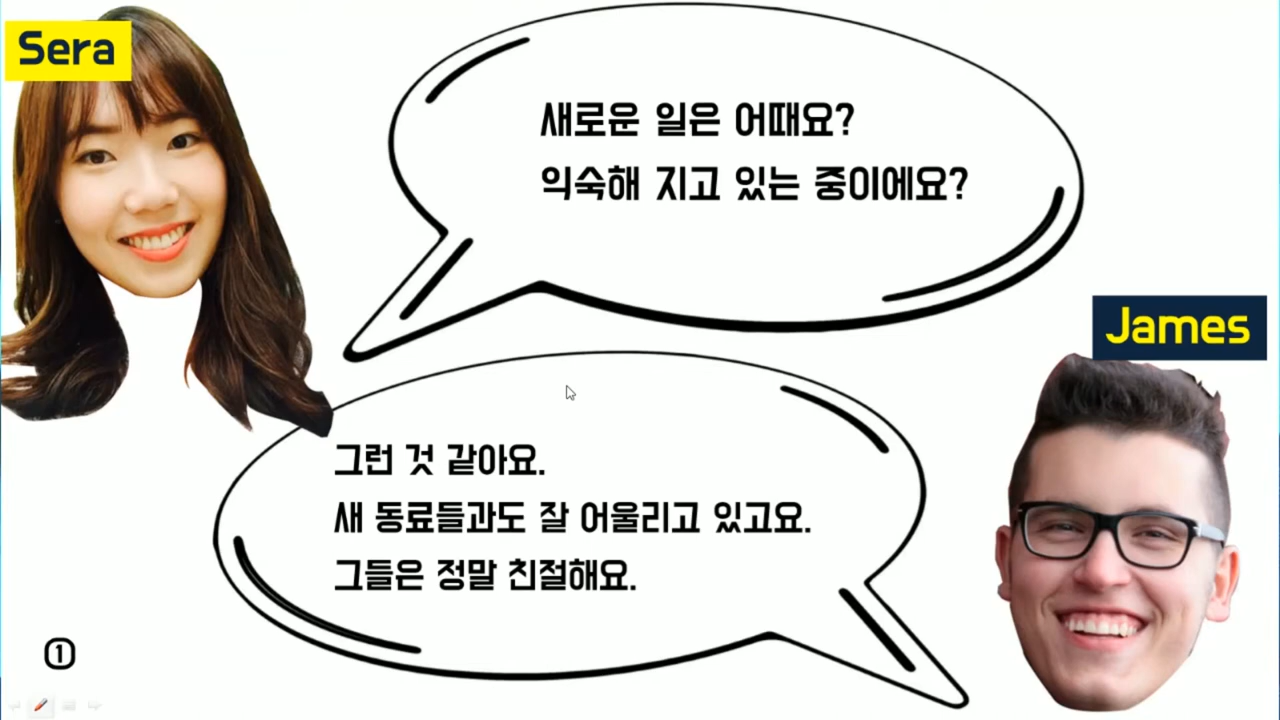 Sera
새로운 일은 어때요?
익숙해 지고 있는 중이에요?
James
그런 것 같아요.
새 동료들과도 잘 어울리고 있고요.
그들은 정말 친절해요.
①